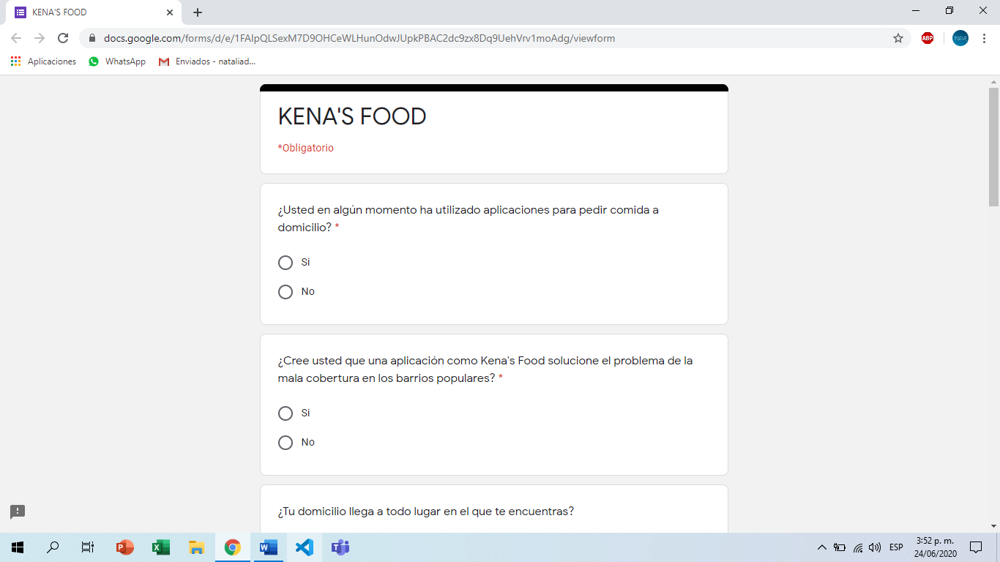 KENA'S FOOD
docs.google.com/forms/d/e/1FAIpQLSexM7D9OHCeWLHunOdwJUpkPBAC2dc9zx8Dq9UehVrv1moAdg/viewform
ABP
Aplicaciones
WhatsApp
Enviados - nataliad...
KENA'S FOOD
*Obligatorio
¿Usted en algún momento ha utilizado aplicaciones para pedir comida a
domicilio? *
Si
No
¿Cree usted que una aplicación como Kena's Food solucione el problema de la
mala cobertura en los barrios populares? *
Si
No
¿Tu domicilio llega a todo lugar en el que te encuentras?
ESP
3:52 p. m.
24/06/2020